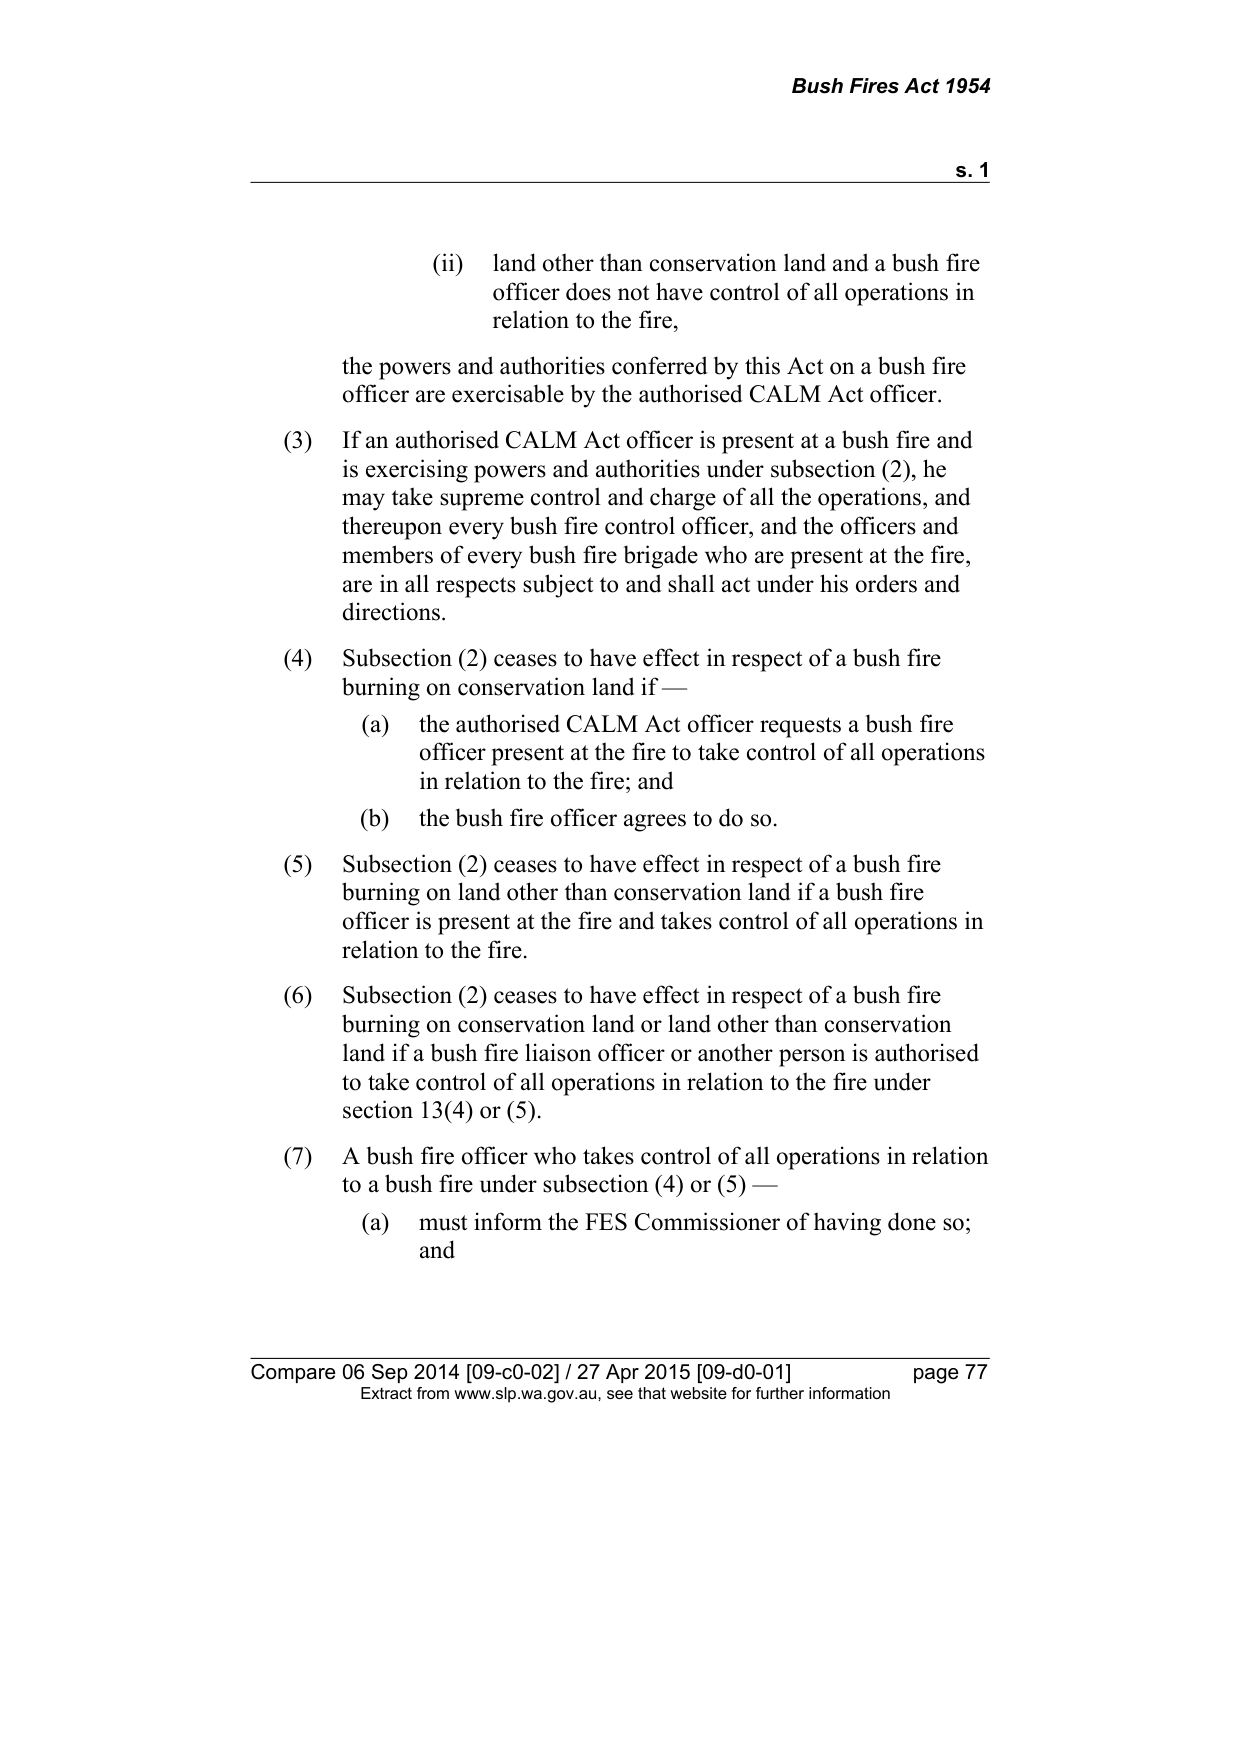 Bush Fires Act 1954
s. 1
(ii) land other than conservation land and a bush fire
officer does not have control of all operations in
relation to the fire,
the powers and authorities conferred by this Act on a bush fire
officer are exercisable by the authorised CALM Act officer.
(3) If an authorised CALM Act officer is present at a bush fire and
is exercising powers and authorities under subsection (2), he
may take supreme control and charge of all the operations, and
thereupon every bush fire control officer, and the officers and
members of every bush fire brigade who are present at the fire,
are in all respects subject to and shall act under his orders and
directions.
(4) Subsection (2) ceases to have effect in respect of a bush fire
burning on conservation land if —
(a) the authorised CALM Act officer requests a bush fire
officer present at the fire to take control of all operations
in relation to the fire; and
(b) the bush fire officer agrees to do so.
(5) Subsection (2) ceases to have effect in respect of a bush fire
burning on land other than conservation land if a bush fire
officer is present at the fire and takes control of all operations in
relation to the fire.
(6) Subsection (2) ceases to have effect in respect of a bush fire
burning on conservation land or land other than conservation
land if a bush fire liaison officer or another person is authorised
to take control of all operations in relation to the fire under
section 13(4) or (5).
(7) A bush fire officer who takes control of all operations in relation
to a bush fire under subsection (4) or (5) —
(a) must inform the FES Commissioner of having done so;
and
Compare 06 Sep 2014 [09-c0-02] / 27 Apr 2015 [09-d0-01] page 77
Extract from www.slp.wa.gov.au, see that website for further information